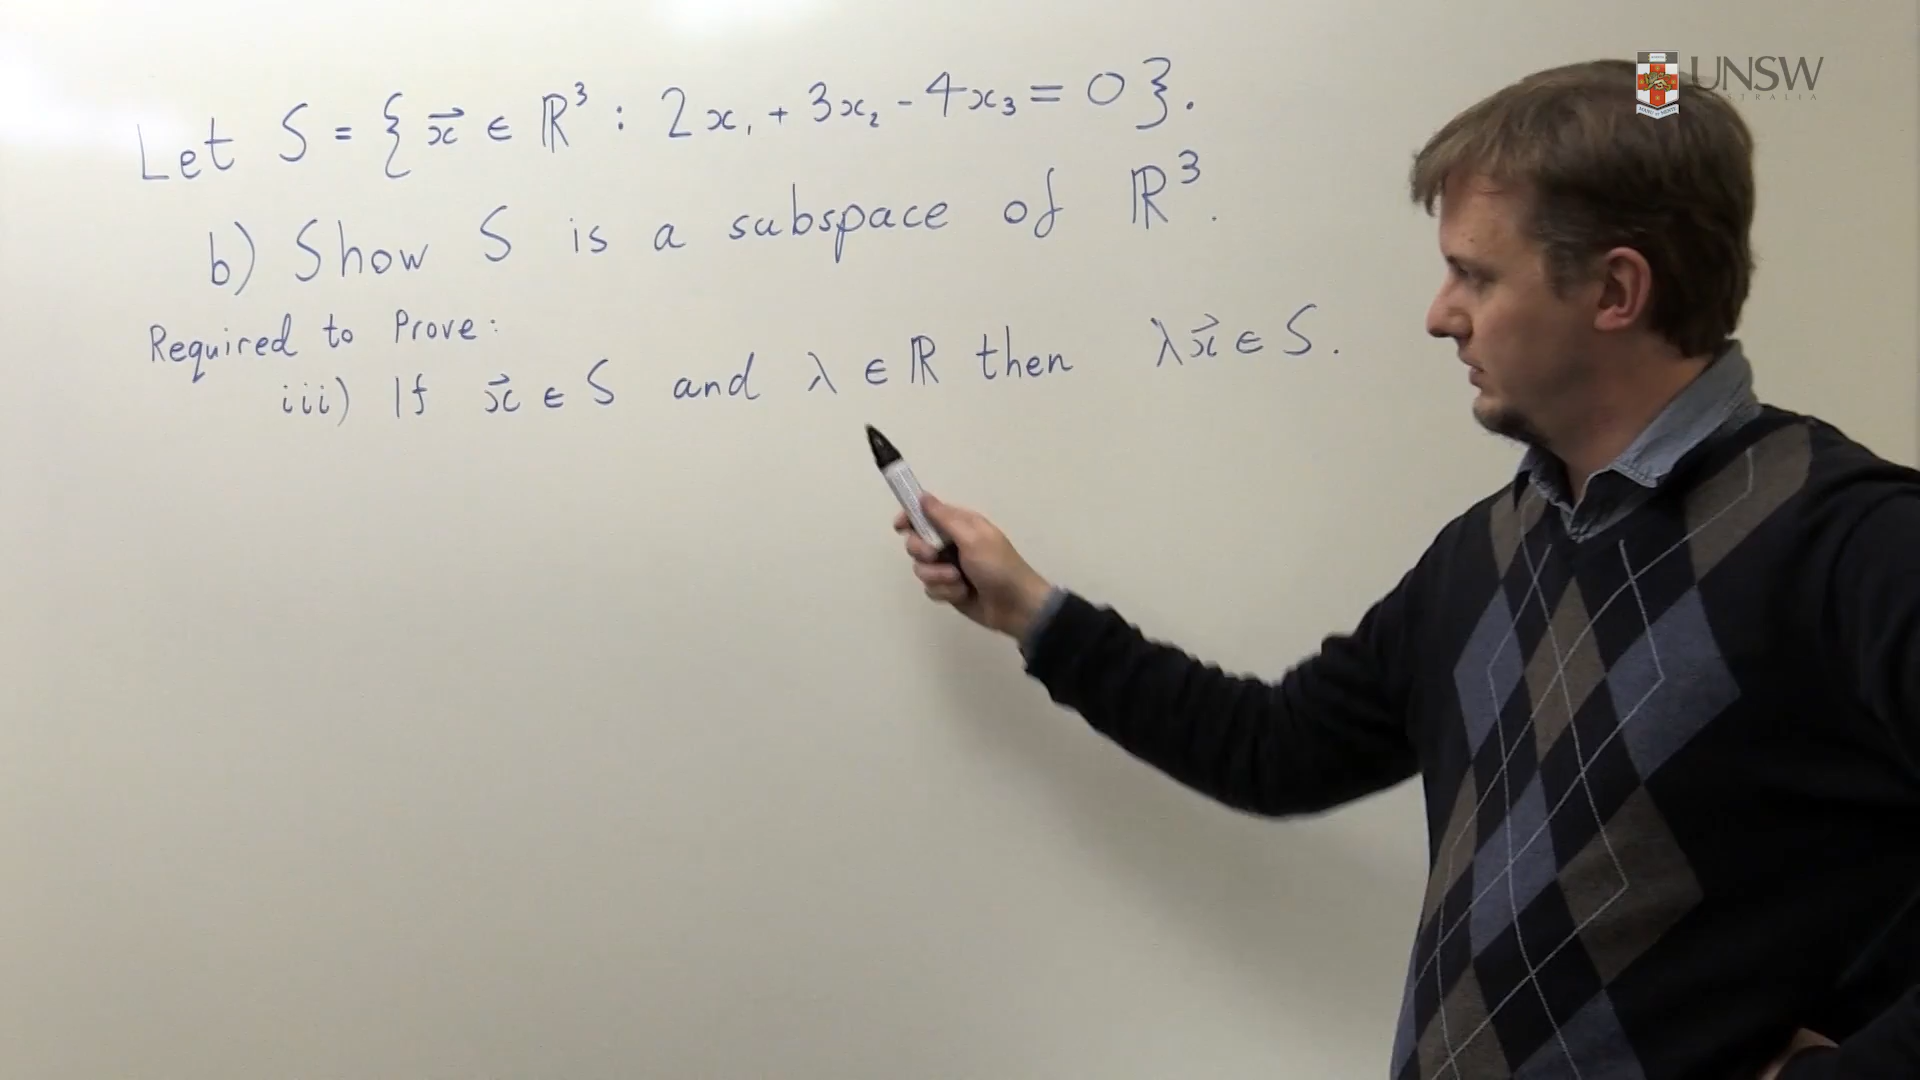 UNSW
AUSTRALIA
Let S = { x⃗ ∈ ℝ³ : 2x₁ + 3x₂ - 4x₃ = 0 }.
b) Show S is a subspace of ℝ³.
Required to Prove:
iii) If x⃗ ∈ S and λ ∈ ℝ then λx⃗ ∈ S.